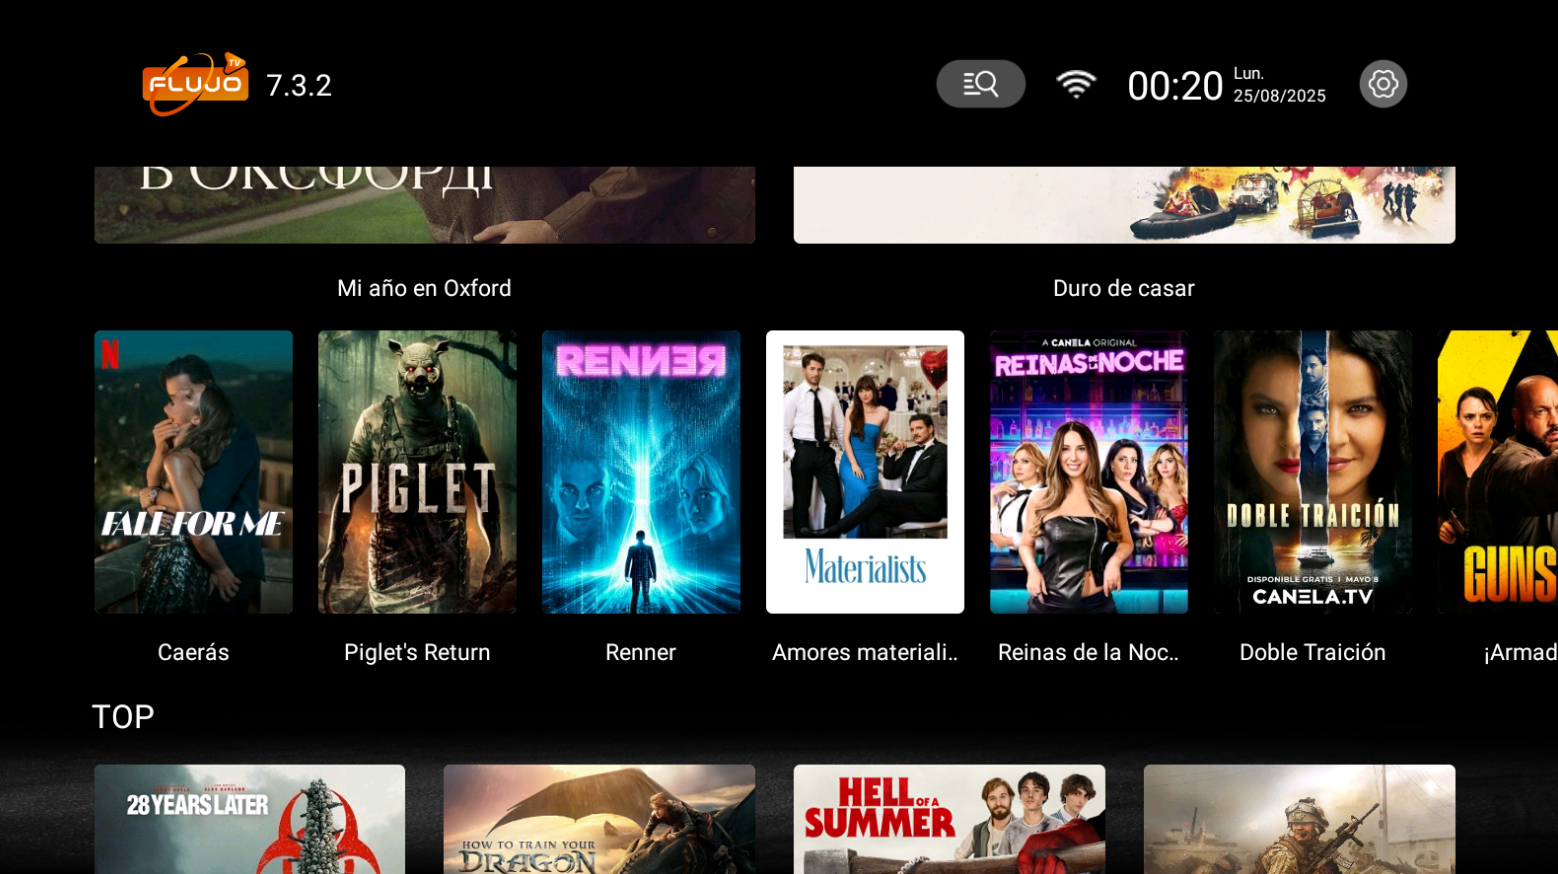 FLUJO TV
7.3.2
00:20
Lun.
25/08/2025
В ОКСФОРДІ
Mi año en Oxford
Duro de casar
N
FALL FOR ME
PIGLET
RENNER
Materialists
A CANELA ORIGINAL
REINAS DE LA NOCHE
DOBLE TRAICIÓN
DISPONIBLE GRATIS | MAYO 8
CANELA.TV
GUNS
Caerás
Piglet's Return
Renner
Amores materiali..
Reinas de la Noc..
Doble Traición
¡Armad
TOP
28 YEARS LATER
HOW TO TRAIN YOUR
DRAGON
HELL OF A
SUMMER